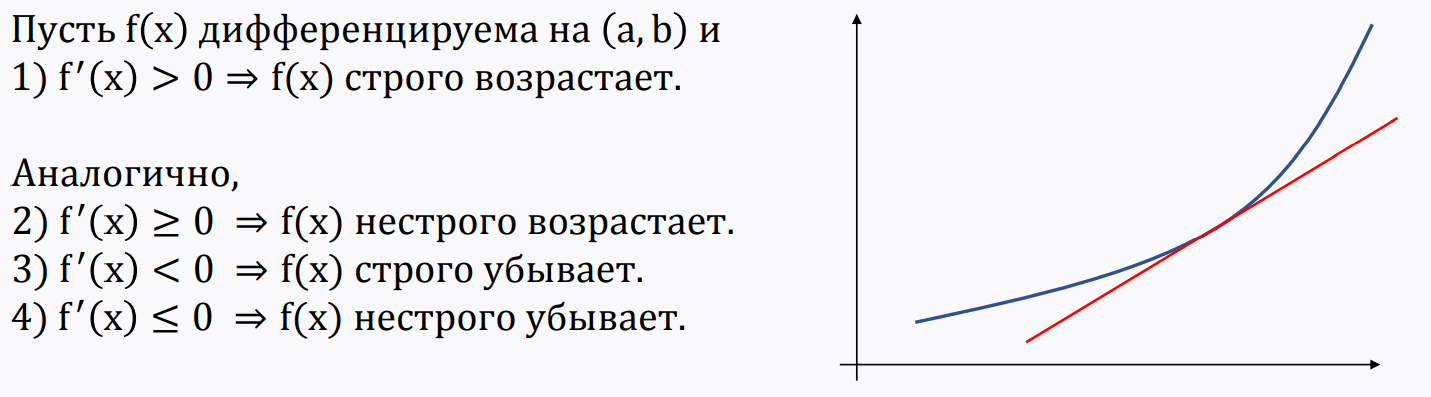 Пусть f(x) дифференцируема на (a, b) и
1) f′(x) > 0 ⇒ f(x) строго возрастает.
Аналогично,
2) f′(x) ≥ 0 ⇒ f(x) нестрого возрастает.
3) f′(x) < 0 ⇒ f(x) строго убывает.
4) f′(x) ≤ 0 ⇒ f(x) нестрого убывает.